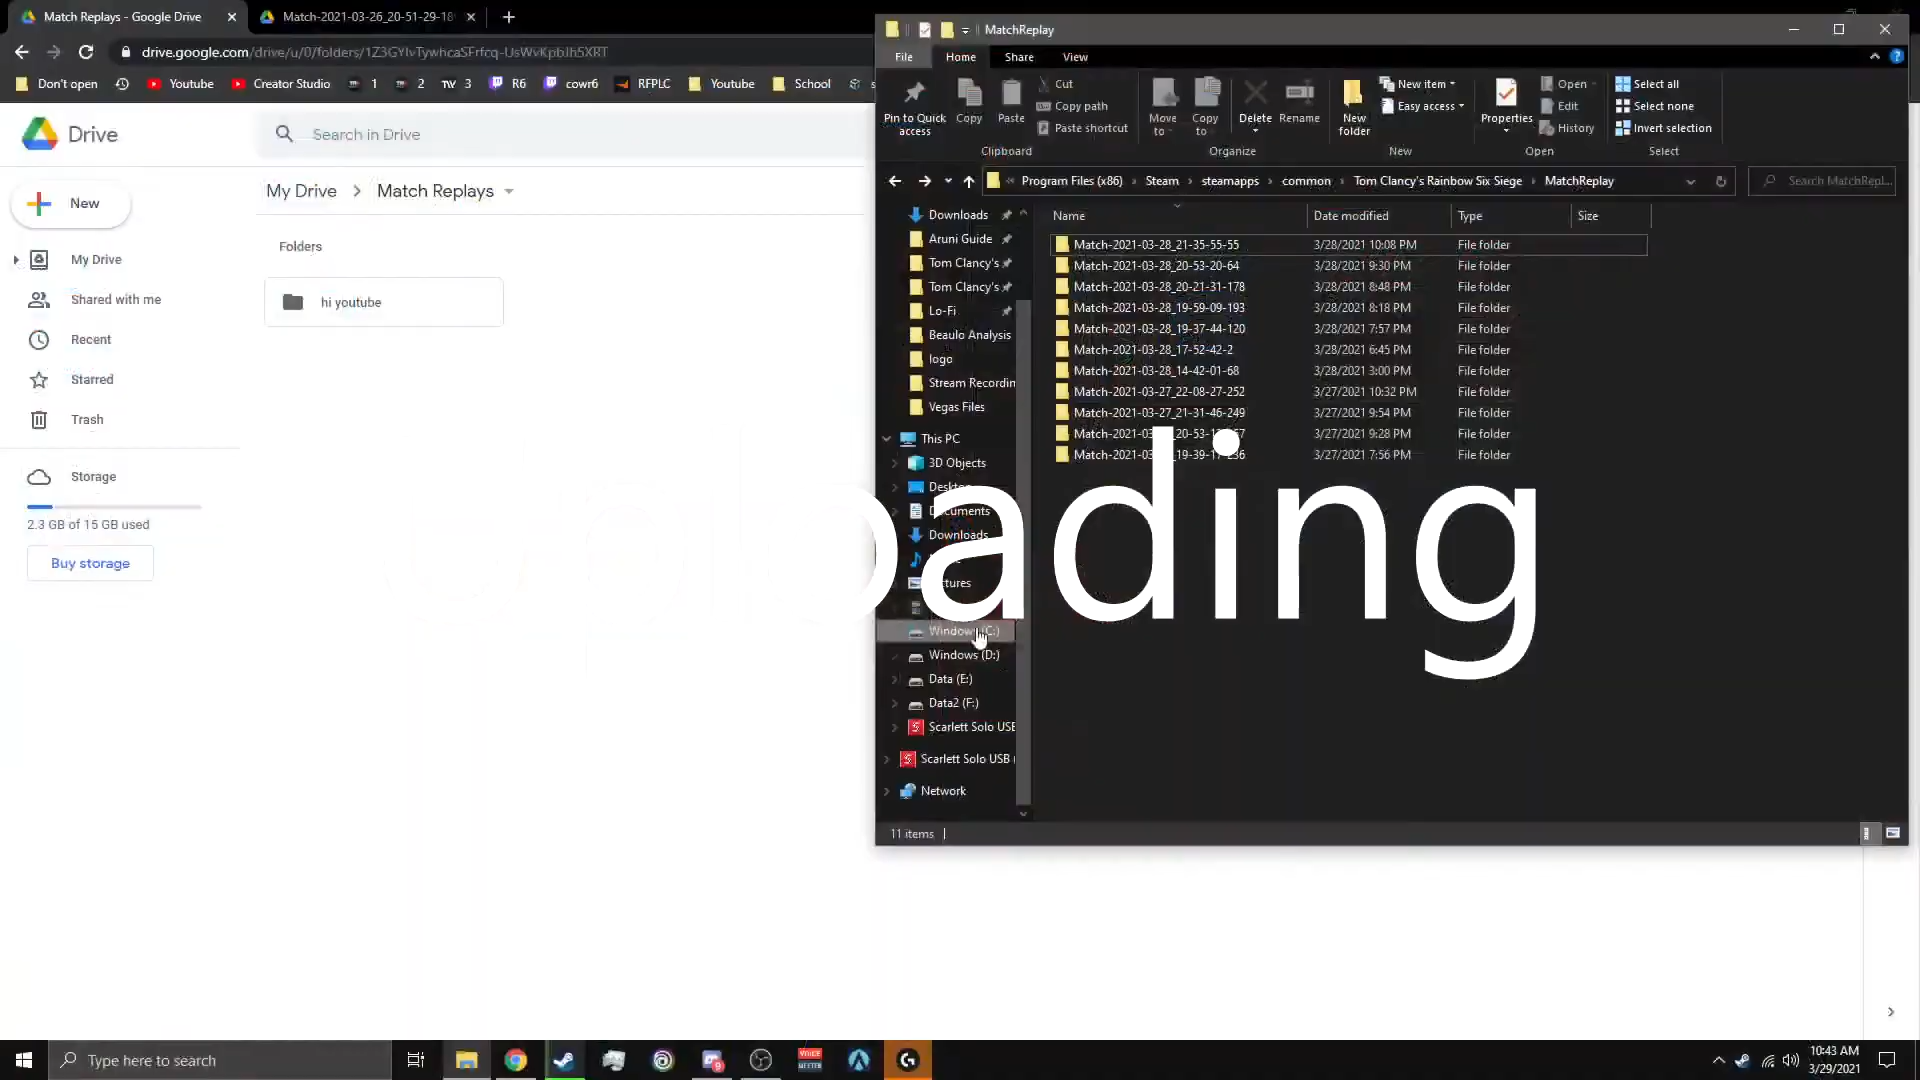 Match Replays - Google Drive
Match-2021-03-26_20-51-29-18
drive.google.com/drive/u/0/folders/
Don't open
Youtube
Creator Studio
1
2
3
R6
cowr6
RFPLC
Youtube
School
Drive
Search in Drive
New
My Drive
Match Replays
Folders
hi youtube
My Drive
Shared with me
Recent
Starred
Trash
Storage
2.3 GB of 15 GB used
Buy storage
MatchReplay
File
Home
Share
View
Pin to Quick access
Copy
Paste
Cut
Copy path
Paste shortcut
Clipboard
Move to
Copy to
Delete
Rename
Organize
New folder
New item
Easy access
New
Properties
Open
Edit
History
Open
Select all
Select none
Invert selection
Select
Program Files (x86)
Steam
steamapps
common
Tom Clancy's Rainbow Six Siege
MatchReplay
Search MatchRepl...
Name
Date modified
Type
Size
Match-2021-03-28_21-35-55-55 3/28/2021 10:08 PM File folder
Match-2021-03-28_20-53-20-64 3/28/2021 9:30 PM File folder
Match-2021-03-28_20-21-31-178 3/28/2021 8:48 PM File folder
Match-2021-03-28_19-59-09-193 3/28/2021 8:18 PM File folder
Match-2021-03-28_19-37-44-120 3/28/2021 7:57 PM File folder
Match-2021-03-28_17-52-42-2 3/28/2021 6:45 PM File folder
Match-2021-03-28_14-42-01-68 3/28/2021 3:00 PM File folder
Match-2021-03-27_22-08-27-252 3/27/2021 10:32 PM File folder
Match-2021-03-27_21-31-46-249 3/27/2021 9:54 PM File folder
3/27/2021 9:28 PM File folder
3/27/2021 7:56 PM File folder
Downloads
Aruni Guide
Tom Clancy's
Tom Clancy's
Lo-Fi
Beaulo Analysis
logo
Stream Recordin
Vegas Files
This PC
3D Objects
Documents
Downloads
Windows (C:)
Windows (D:)
Data (E:)
Data2 (F:)
Scarlett Solo USB
Scarlett Solo USB (
Network
oading
11 items
Type here to search
10:43 AM
3/29/2021